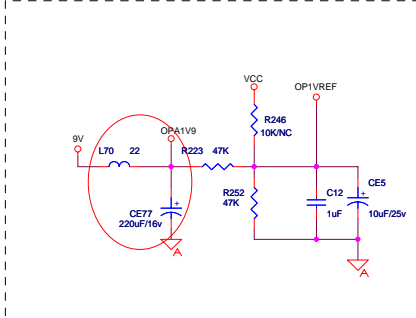 VCC
OP1VREF
R246
10K/NC
9V
L70 22
OPA1V9
R223 47K
R252
47K
C12
1uF
CE5
10uF/25v
CE77
220uF/16v
A
A